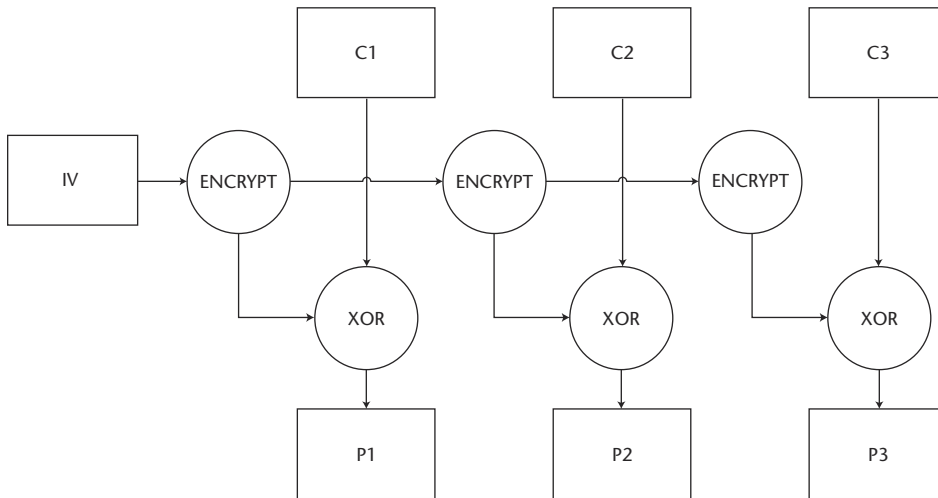 C1
C2
C3
IV
ENCRYPT
ENCRYPT
ENCRYPT
XOR
XOR
XOR
P1
P2
P3